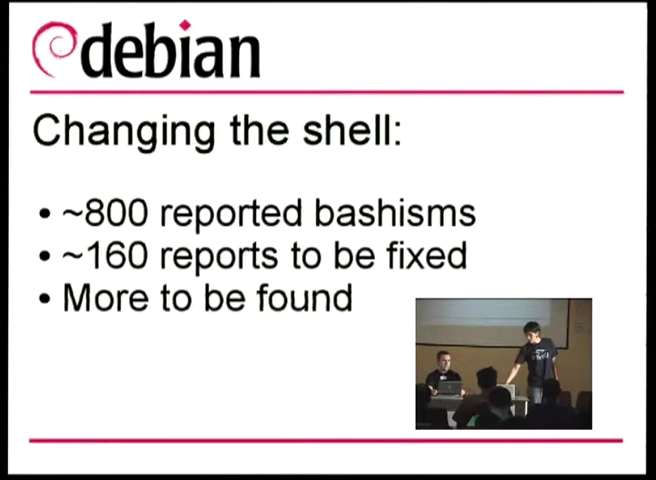 debian
Changing the shell:
• ~800 reported bashisms
• ~160 reports to be fixed
• More to be found